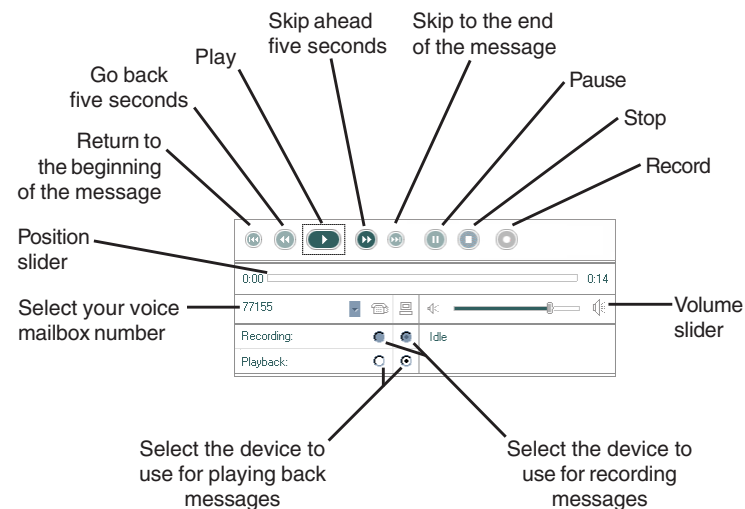 Skip ahead
five seconds
Skip to the end
of the message
Play
Go back
five seconds
Pause
Return to
the beginning
of the message
Stop
Record
Position
slider
0:00
0:14
Select your voice
mailbox number
77155
Volume
slider
Recording:
Idle
Playback:
Select the device to
use for playing back
messages
Select the device to
use for recording
messages